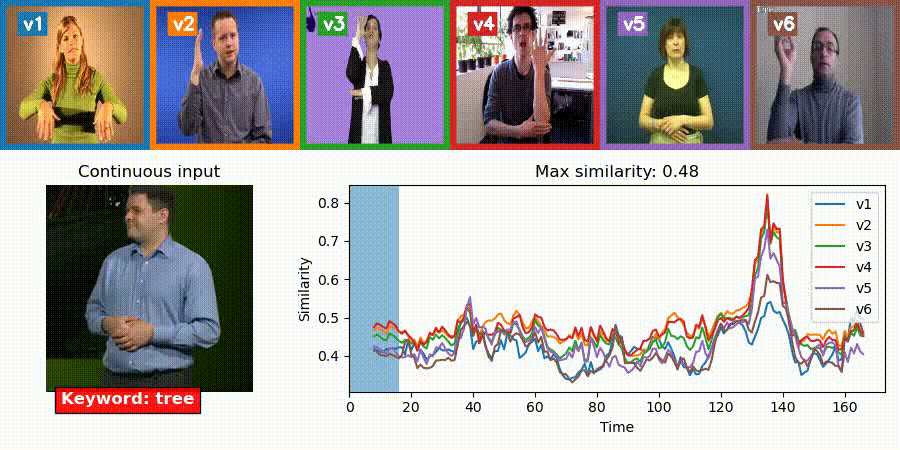 v1 v2 v3 v4 v5 v6
Continuous input
Keyword: tree
Max similarity: 0.48
Similarity
0.8
0.7
0.6
0.5
0.4
0 20 40 60 80 100 120 140 160
Time
v1
v2
v3
v4
v5
v6